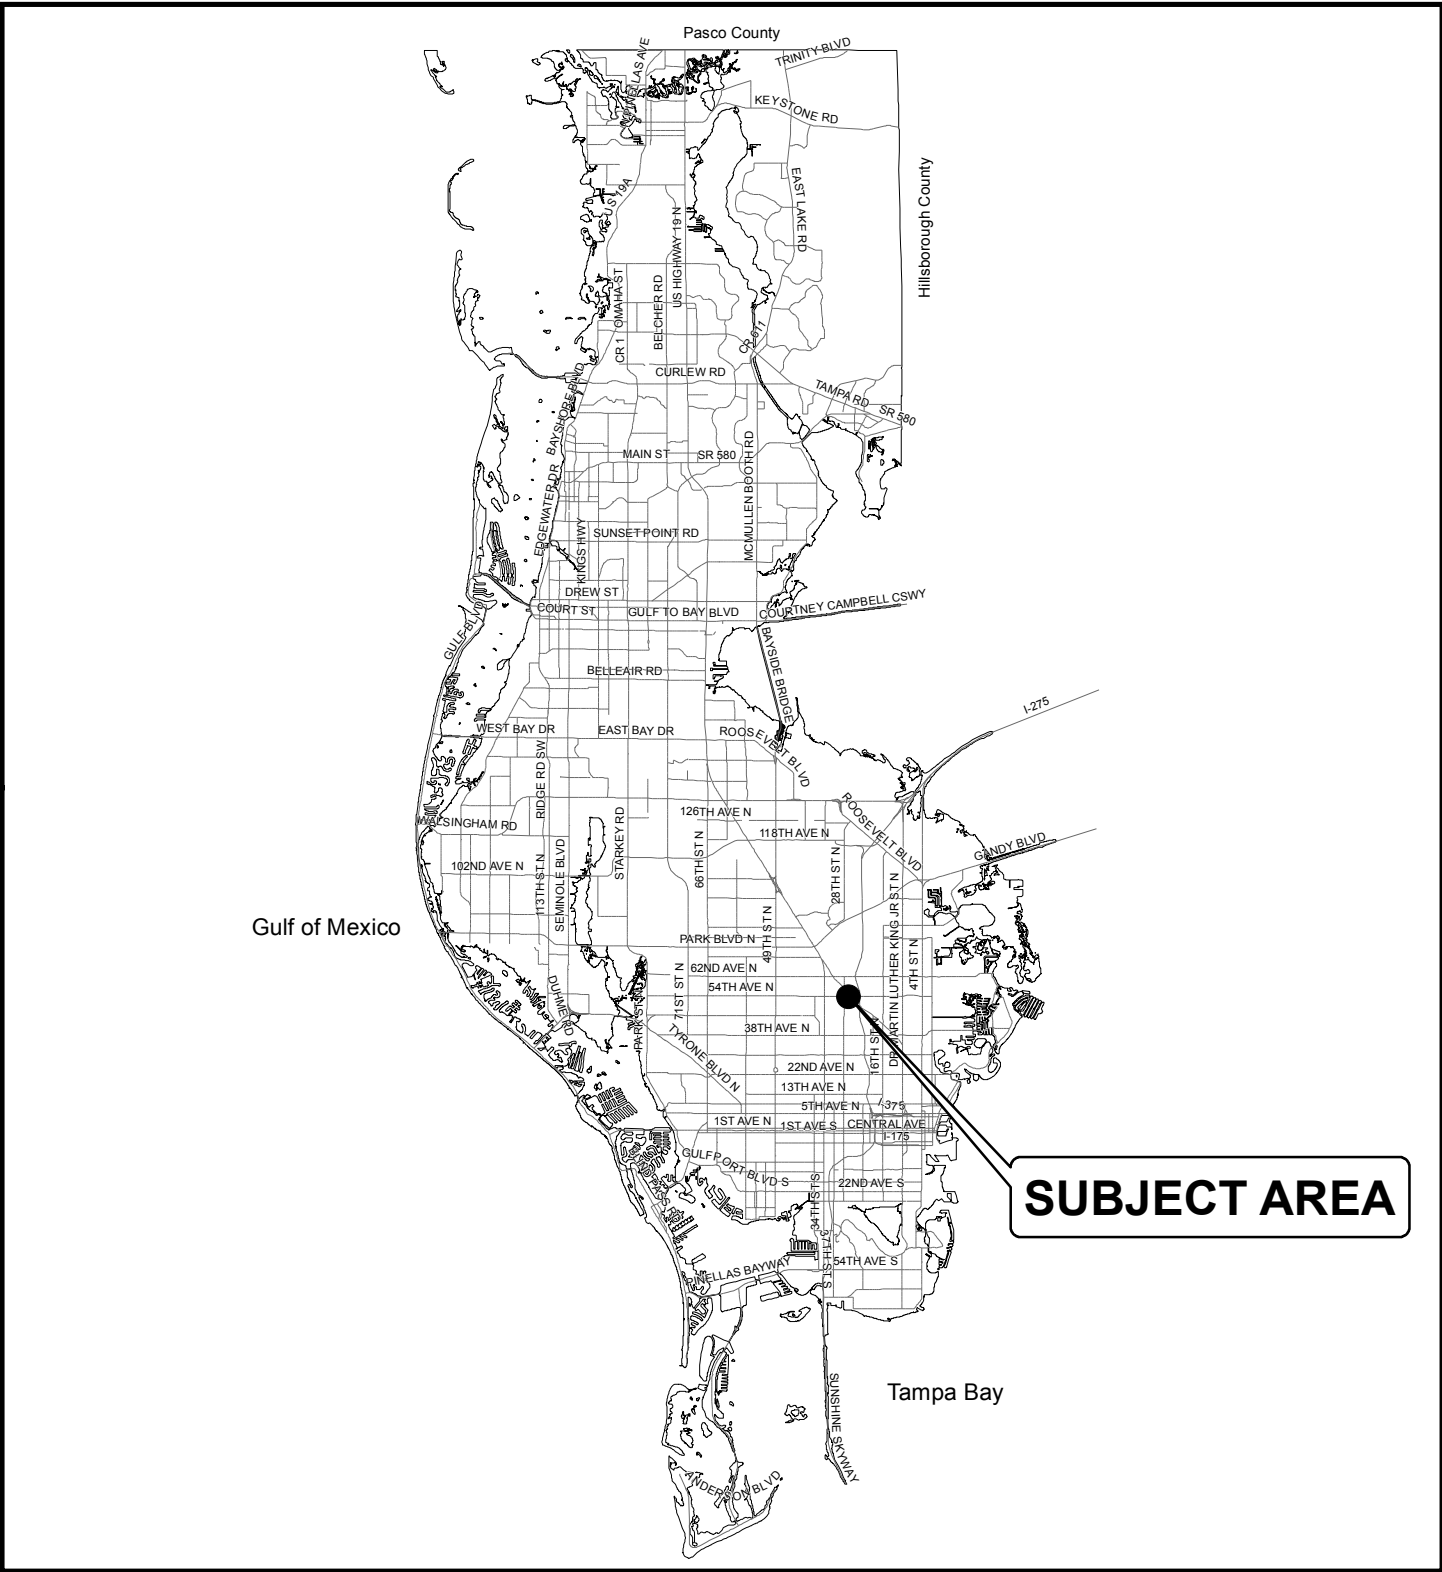 Pasco County
TRINITY BLVD
KEYSTONE RD
Hillsborough County
EAST LAKE RD
US 19A
US HIGHWAY 19 N
OMAHA ST
CR 1
BELCHER RD
CR 611
CURLEW RD
TAMPA RD
SR 580
BAYSHORE BLVD
MAIN ST
SR 580
MCMULLEN BOOTH RD
EDGEWATER DR
KINGS HWY
SUNSET POINT RD
DREW ST
COURT ST
GULF TO BAY BLVD
COURTNEY CAMPBELL CSWY
GULF BLVD
BAYSIDE BRIDGE
BELLEAIR RD
I-275
WEST BAY DR
EAST BAY DR
ROOSEVELT BLVD
RIDGE RD SW
126TH AVE N
ROOSEVELT BLVD
WALSINGHAM RD
STARKEY RD
118TH AVE N
GANDY BLVD
66TH ST N
102ND AVE N
113TH ST N
SEMINOLE BLVD
28TH ST N
DR MARTIN LUTHER KING JR ST N
Gulf of Mexico
49TH ST N
PARK BLVD N
4TH ST N
62ND AVE N
71ST ST N
54TH AVE N
DUHME RD
PARK ST N
38TH AVE N
16TH ST N
TYRONE BLVD N
22ND AVE N
13TH AVE N
5TH AVE N
I-375
1ST AVE N
1ST AVE S
CENTRAL AVE
I-175
GULFPORT BLVD S
22ND AVE S
34TH ST S
SUBJECT AREA
37TH ST S
54TH AVE S
PINELLAS BAYWAY
Tampa Bay
SUNSHINE SKYWAY
ANDERSON BLVD